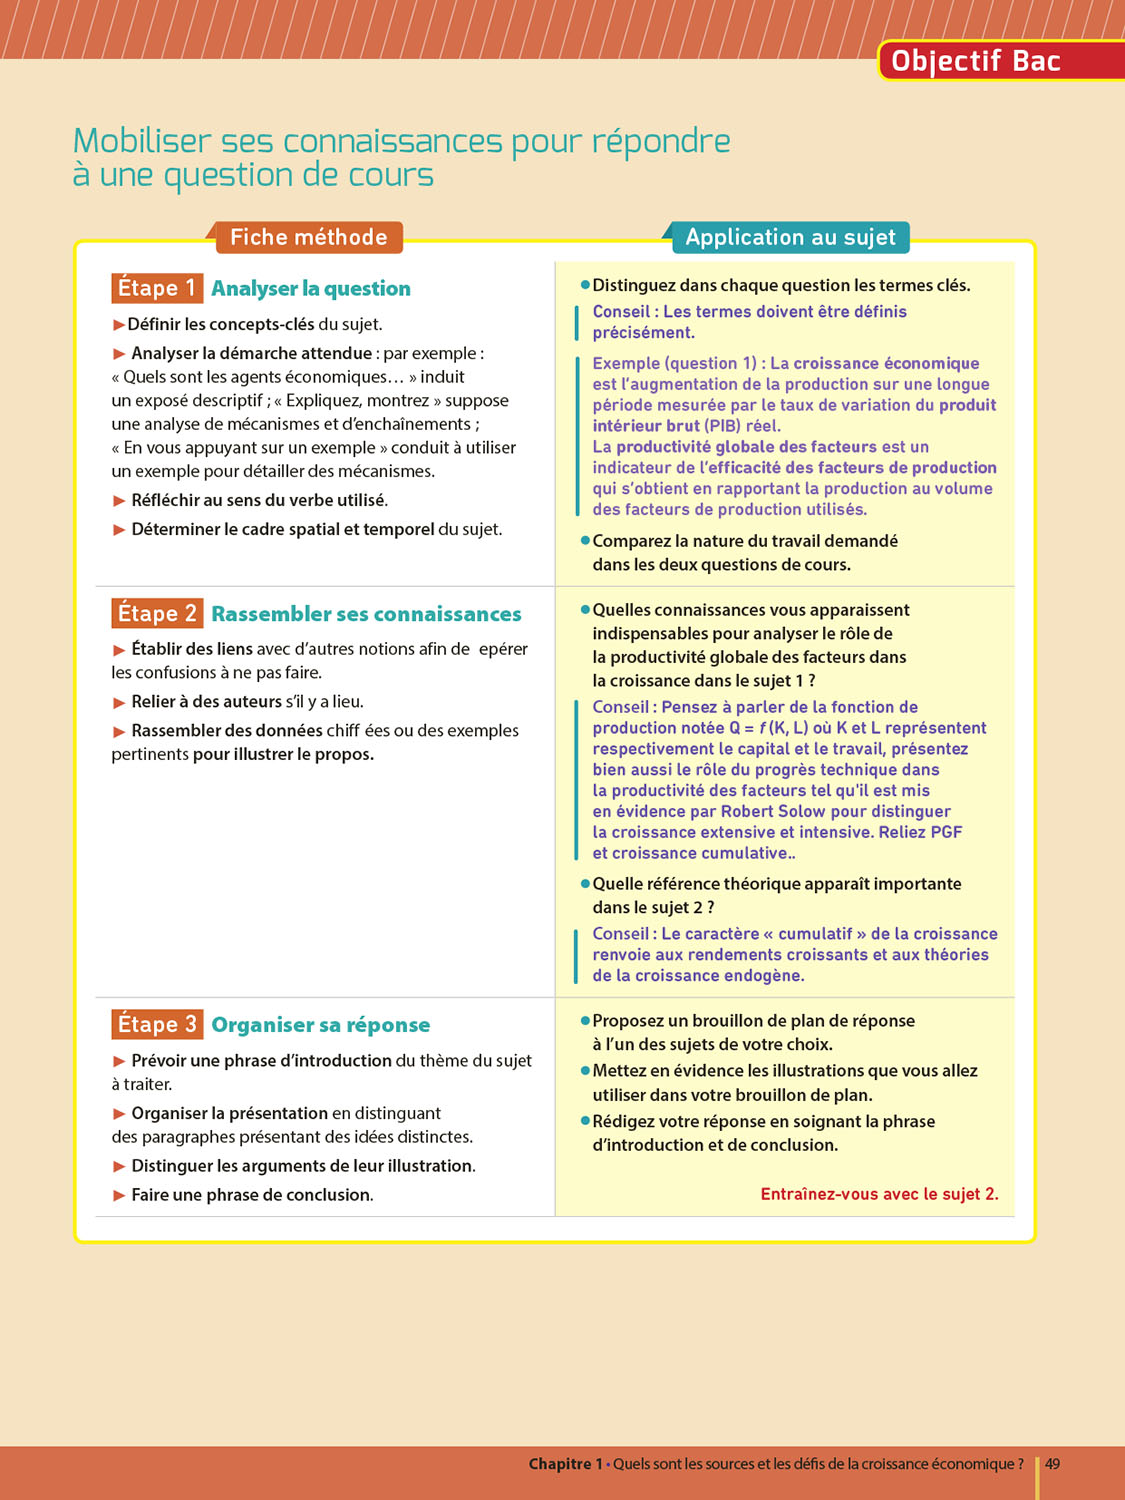 Objectif Bac
Mobiliser ses connaissances pour répondre
à une question de cours
Fiche méthode
Étape 1 Analyser la question
►Définir les concepts-clés du sujet.
► Analyser la démarche attendue : par exemple :
« Quels sont les agents économiques… » induit
un exposé descriptif ; « Expliquez, montrez » suppose
une analyse de mécanismes et d’enchaînements ;
« En vous appuyant sur un exemple » conduit à utiliser
un exemple pour détailler des mécanismes.
► Réfléchir au sens du verbe utilisé.
► Déterminer le cadre spatial et temporel du sujet.
Application au sujet
•Distinguez dans chaque question les termes clés.
Conseil : Les termes doivent être définis
précisément.
Exemple (question 1) : La croissance économique
est l’augmentation de la production sur une longue
période mesurée par le taux de variation du produit
intérieur brut (PIB) réel.
La productivité globale des facteurs est un
indicateur de l’efficacité des facteurs de production
qui s’obtient en rapportant la production au volume
des facteurs de production utilisés.
•Comparez la nature du travail demandé
dans les deux questions de cours.
Étape 2 Rassembler ses connaissances
► Établir des liens avec d’autres notions afin de epérer
les confusions à ne pas faire.
► Relier à des auteurs s’il y a lieu.
► Rassembler des données chiff ées ou des exemples
pertinents pour illustrer le propos.
•Quelles connaissances vous apparaissent
indispensables pour analyser le rôle de
la productivité globale des facteurs dans
la croissance dans le sujet 1 ?
Conseil : Pensez à parler de la fonction de
production notée Q = f (K, L) où K et L représentent
respectivement le capital et le travail, présentez
bien aussi le rôle du progrès technique dans
la productivité des facteurs tel qu'il est mis
en évidence par Robert Solow pour distinguer
la croissance extensive et intensive. Reliez PGF
et croissance cumulative..
•Quelle référence théorique apparaît importante
dans le sujet 2 ?
Conseil : Le caractère « cumulatif » de la croissance
renvoie aux rendements croissants et aux théories
de la croissance endogène.
Étape 3 Organiser sa réponse
► Prévoir une phrase d’introduction du thème du sujet
à traiter.
► Organiser la présentation en distinguant
des paragraphes présentant des idées distinctes.
► Distinguer les arguments de leur illustration.
► Faire une phrase de conclusion.
•Proposez un brouillon de plan de réponse
à l’un des sujets de votre choix.
•Mettez en évidence les illustrations que vous allez
utiliser dans votre brouillon de plan.
•Rédigez votre réponse en soignant la phrase
d’introduction et de conclusion.
Entraînez-vous avec le sujet 2.
Chapitre 1 • Quels sont les sources et les défis de la croissance économique ? 49